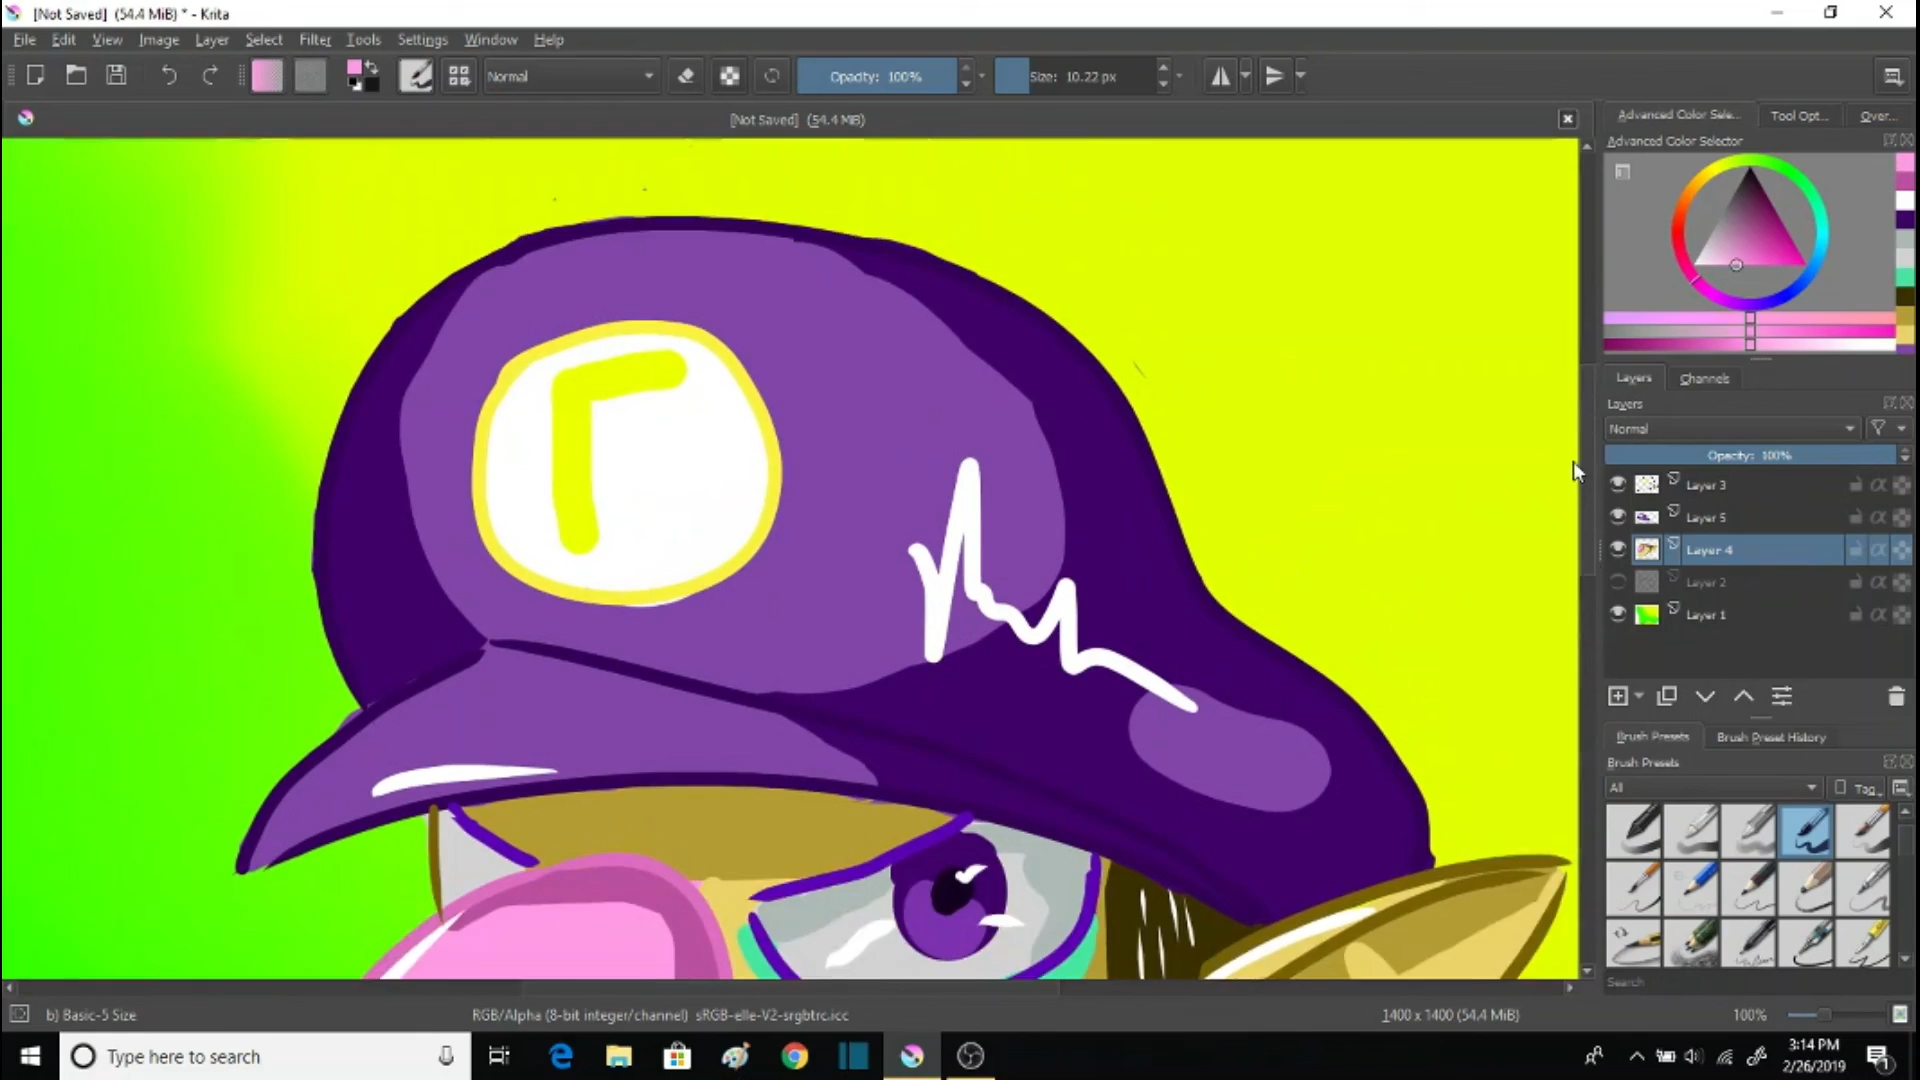 [Not Saved] (54.4 MiB) * - Krita
File Edit View Image Layer Select Filter Tools Settings Window Help
Normal Opacity: 100% Size: 10.22 px
[Not Saved] (54.4 MiB)
Advanced Color Sele... Tool Opt... Over...
Advanced Color Selector
Layers Channels
Layers
Normal
Opacity: 100%
Layer 3
Layer 5
Layer 4
Layer 2
Layer 1
Brush Presets Brush Preset History
Brush Presets
All Tag
Search
b) Basic-5 Size RGB/Alpha (8-bit integer/channel) sRGB-elle-V2-srgbtrc.icc 1400 x 1400 (54.4 MiB) 100%
Type here to search
3:14 PM
2/26/2019
1